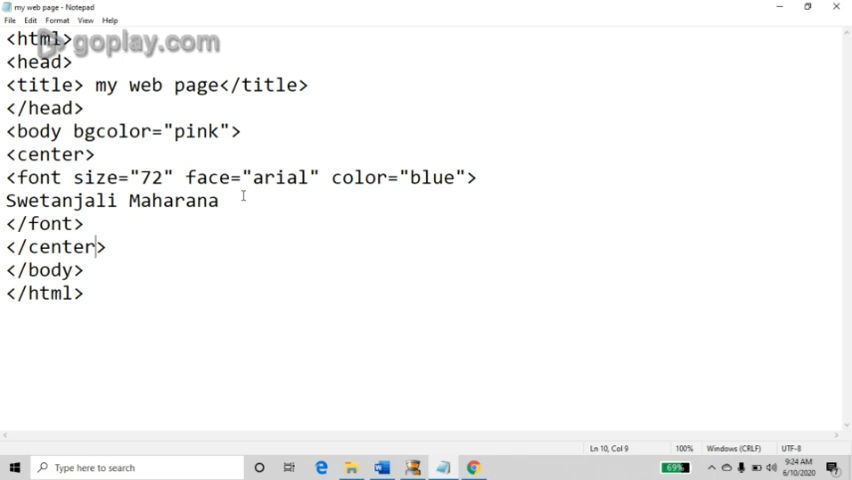 my web page - Notepad
File Edit Format View Help
goplay.com
<html>
<head>
<title> my web page</title>
</head>
<body bgcolor="pink">
<center>
<font size="72" face="arial" color="blue">
Swetanjali Maharana
</font>
</center>
</body>
</html>
Ln 10, Col 9 100% Windows (CRLF) UTF-8
Type here to search 69% 9:24 AM
6/10/2020